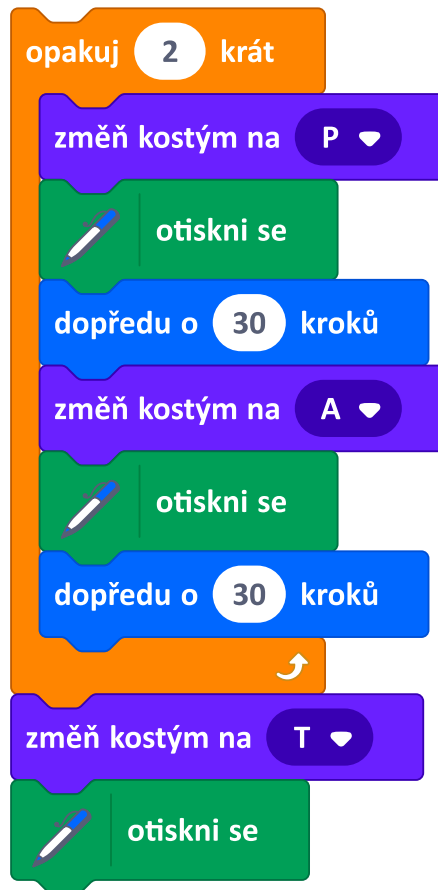 opakuj 2 krát
změň kostým na P
otiskni se
dopředu o 30 kroků
změň kostým na A
otiskni se
dopředu o 30 kroků
změň kostým na T
otiskni se